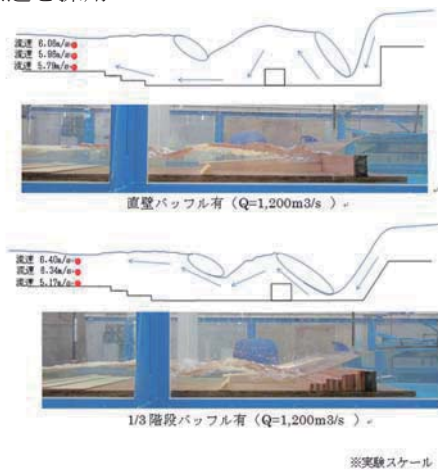 流速 6.06m/s
流速 5.95m/s
流速 5.79m/s
直壁バッフル有(Q=1,200m3/s )
流速 6.40m/s
流速 6.34m/s
流速 5.17m/s
1/3 階段バッフル有(Q=1,200m3/s )
※実験スケール